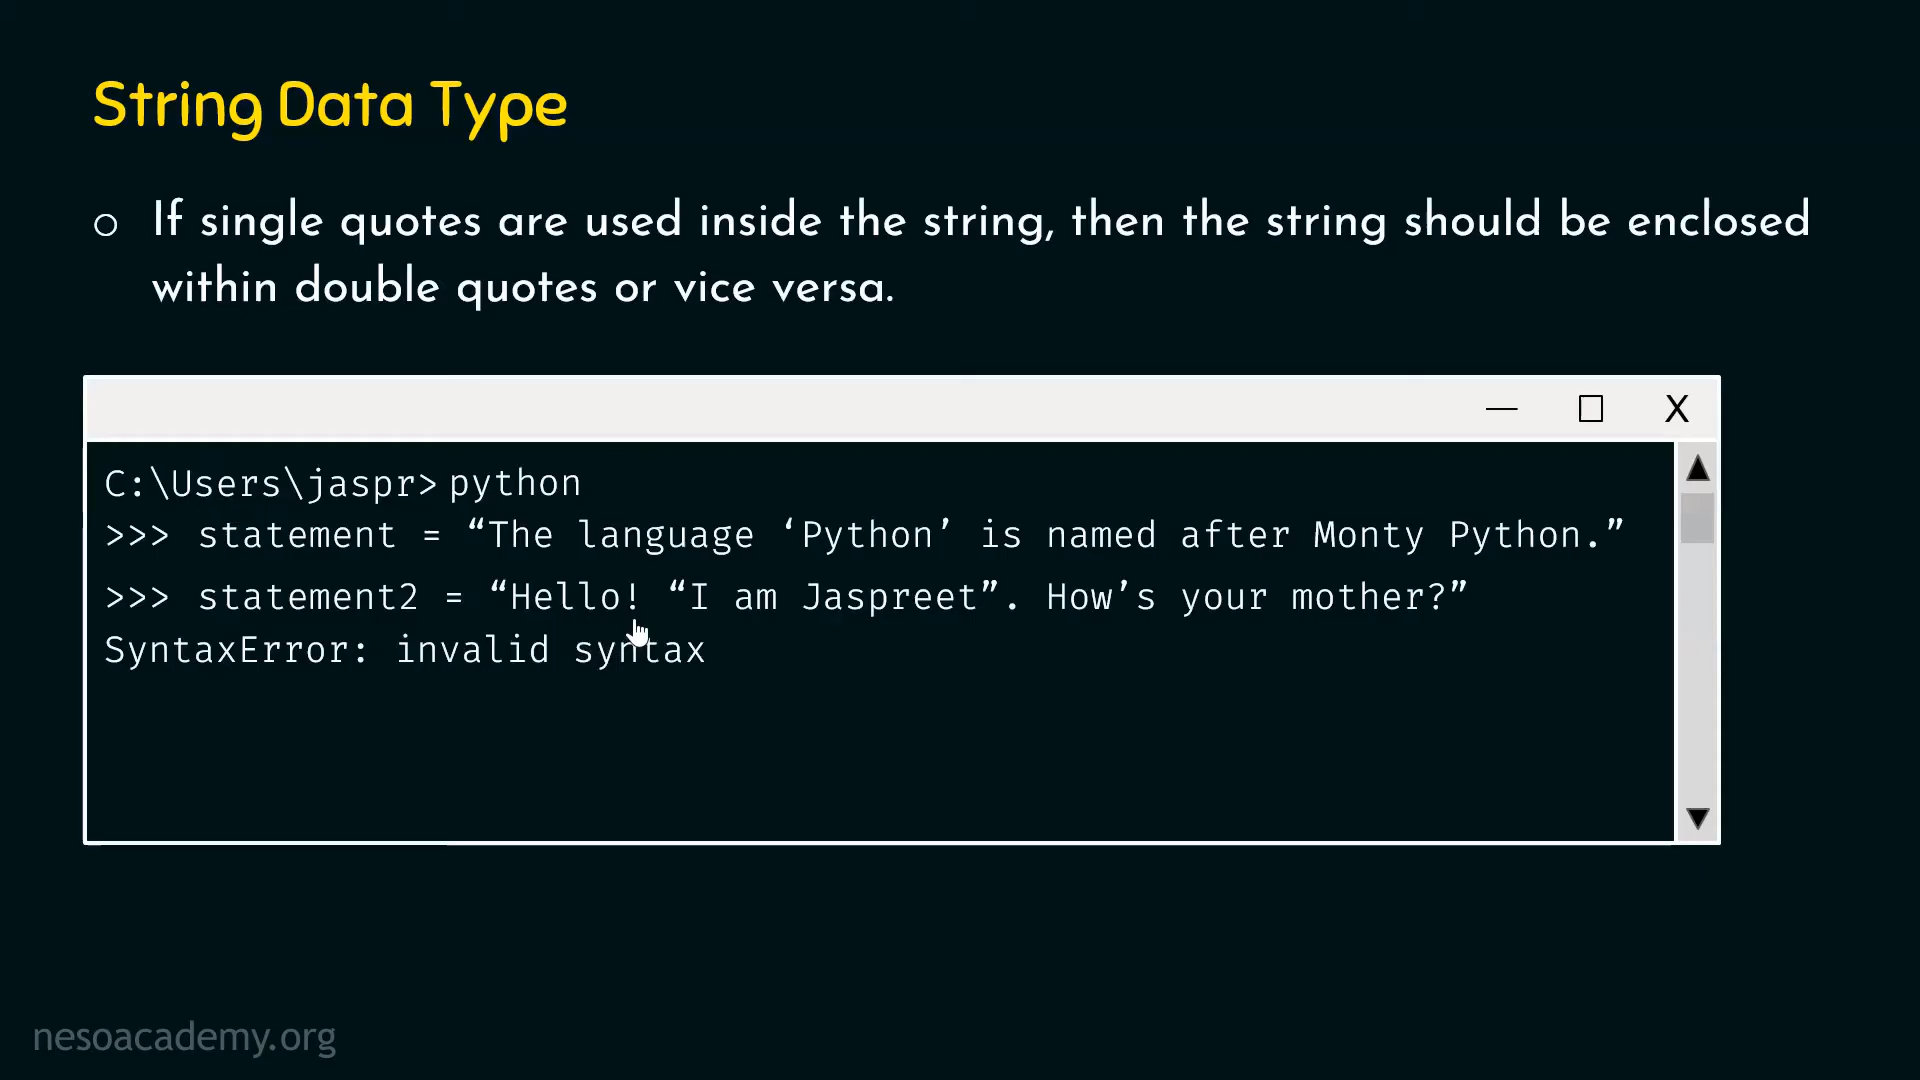 String Data Type
○ If single quotes are used inside the string, then the string should be enclosed
within double quotes or vice versa.
— □ X
C:\Users\jaspr> python
>>> statement = “The language ‘Python’ is named after Monty Python.”
>>> statement2 = “Hello! “I am Jaspreet”. How’s your mother?”
SyntaxError: invalid syntax
nesoacademy.org